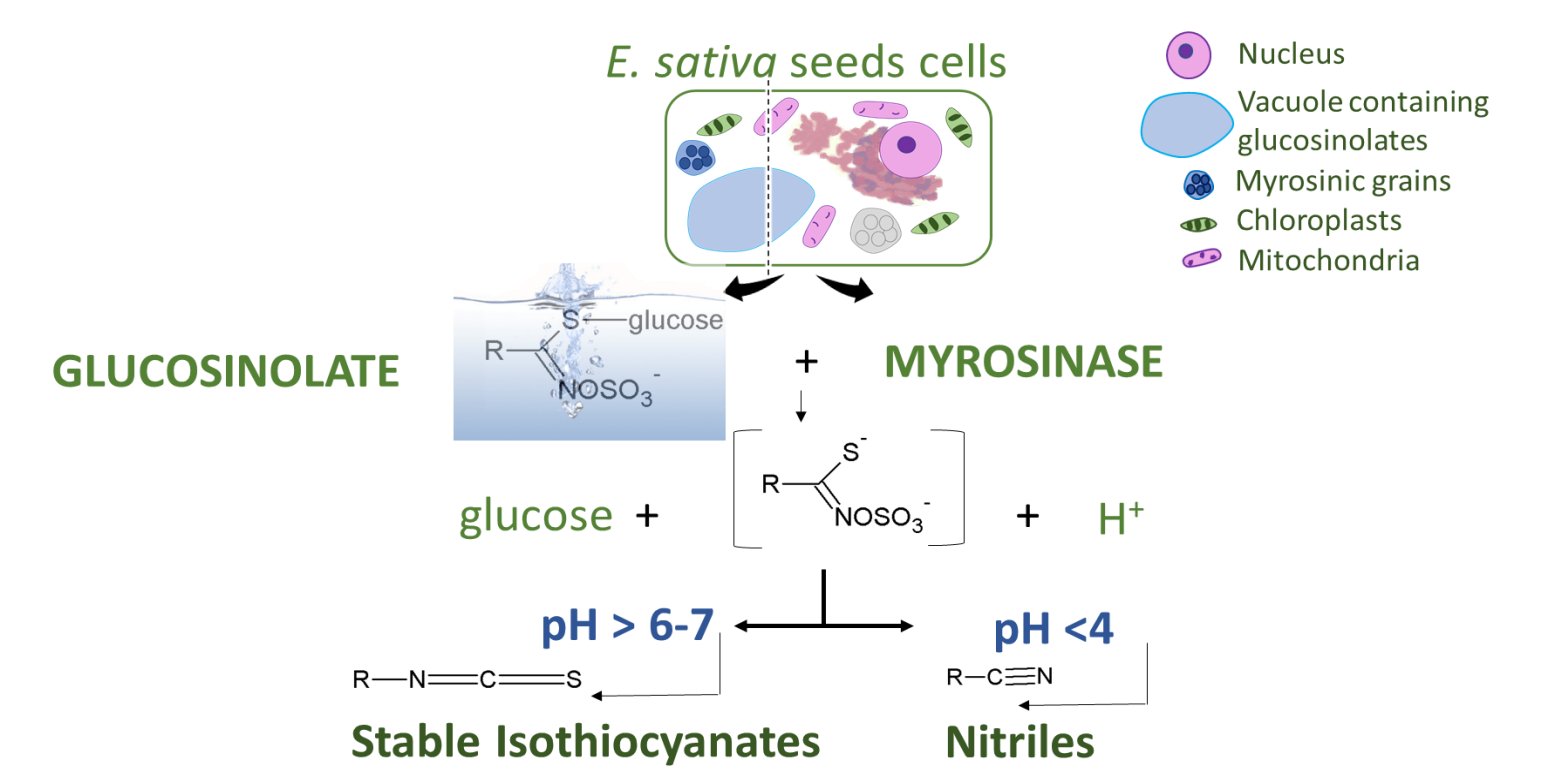 E. sativa seeds cells
Nucleus
Vacuole containing
glucosinolates
Myrosinic grains
Chloroplasts
Mitochondria
S—glucose
R
NOSO₃⁻
GLUCOSINOLATE
+
MYROSINASE
S⁻
R
NOSO₃⁻
glucose +
+ H⁺
pH > 6-7
pH <4
R—N=C=S
R—C≡N
Stable Isothiocyanates
Nitriles